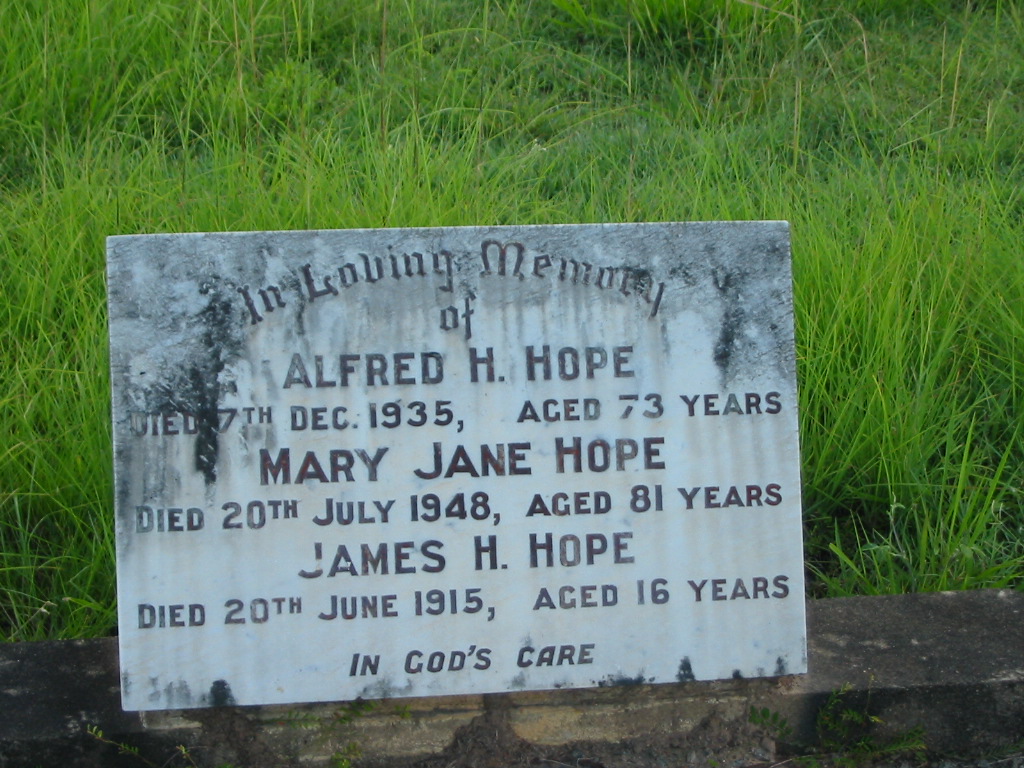 In Loving Memory
of
ALFRED H. HOPE
DIED 7TH DEC. 1935, AGED 73 YEARS
MARY JANE HOPE
DIED 20TH JULY 1948, AGED 81 YEARS
JAMES H. HOPE
DIED 20TH JUNE 1915, AGED 16 YEARS
IN GOD'S CARE